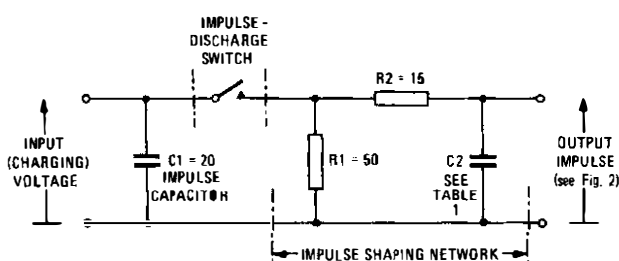 IMPULSE -
DISCHARGE
SWITCH
R2 = 15
INPUT
(CHARGING)
VOLTAGE
C1 = 20
IMPULSE
CAPACITOR
R1 = 50
C2
SEE
TABLE
1
OUTPUT
IMPULSE
(see Fig. 2)
IMPULSE SHAPING NETWORK